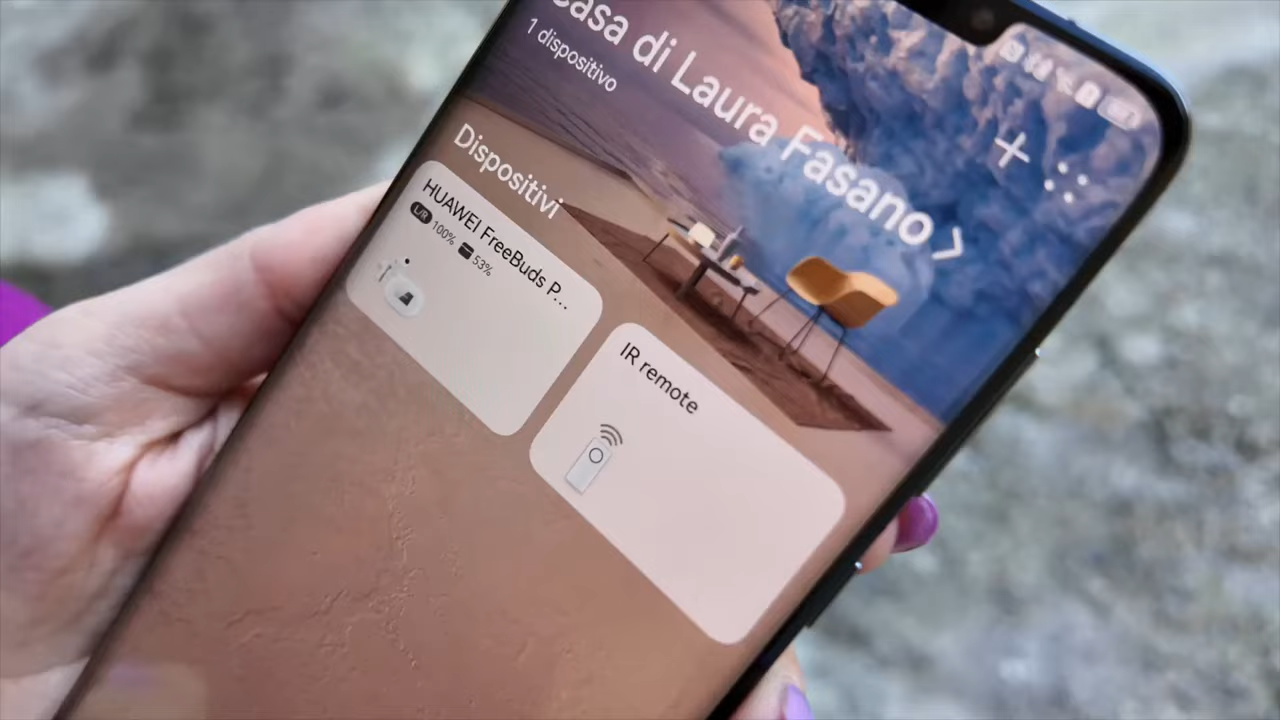 Casa di Laura Fasano
1 dispositivo
Dispositivi
HUAWEI FreeBuds P...
L/R 100% 53%
IR remote